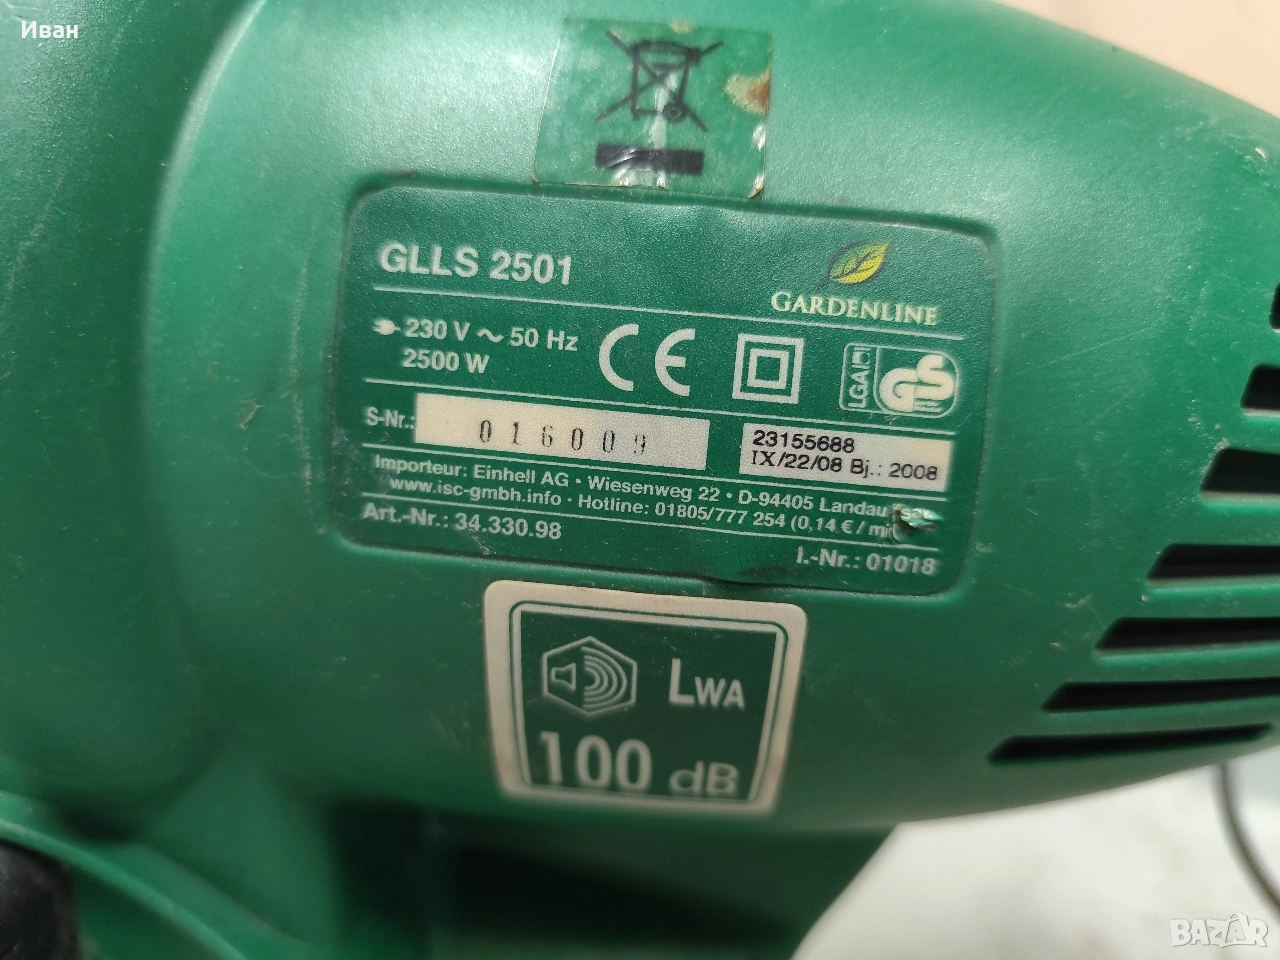 Иван
GLLS 2501
GARDENLINE
230 V ~ 50 Hz
2500 W
CE
LGA
GS
S-Nr.: 016009
23155688
IX/22/08 Bj.: 2008
Importeur: Einhell AG · Wiesenweg 22 · D-94405 Landau
www.isc-gmbh.info · Hotline: 01805/777 254 (0,14 € /
Art.-Nr.: 34.330.98
I.-Nr.: 01018
LWA
100 dB
BAZAR